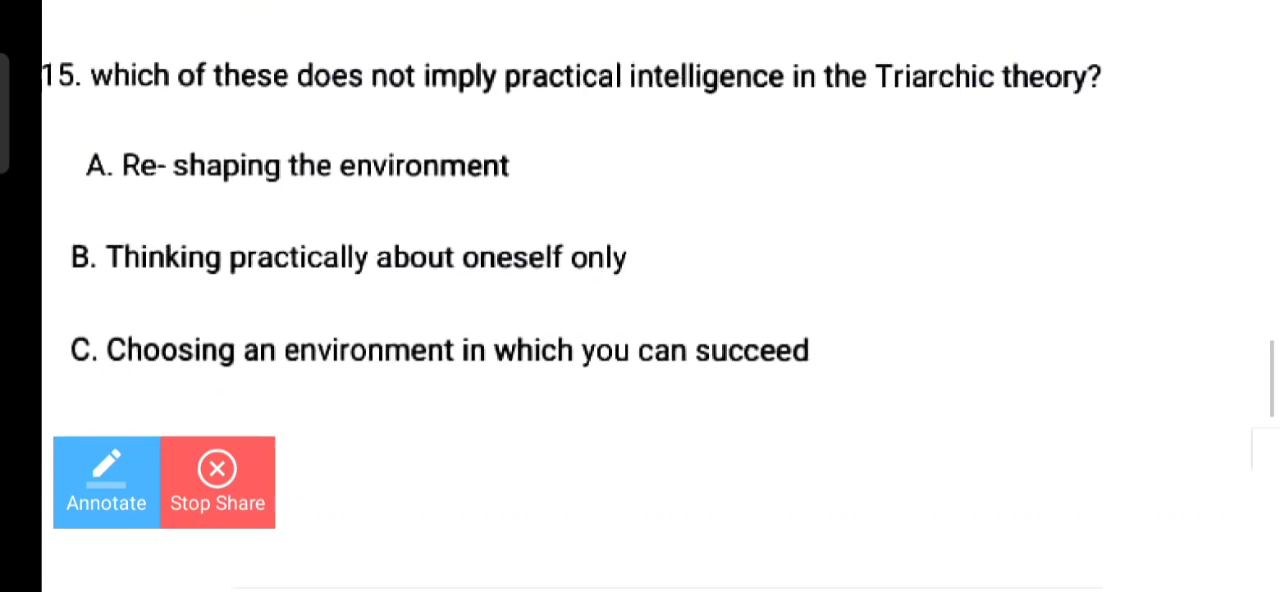 15. which of these does not imply practical intelligence in the Triarchic theory?
A. Re- shaping the environment
B. Thinking practically about oneself only
C. Choosing an environment in which you can succeed
Annotate Stop Share